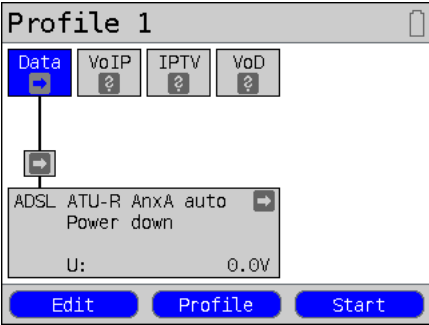 Profile 1
Data VoIP IPTV VoD
ADSL ATU-R AnxA auto
Power down
U: 0.0V
Edit Profile Start